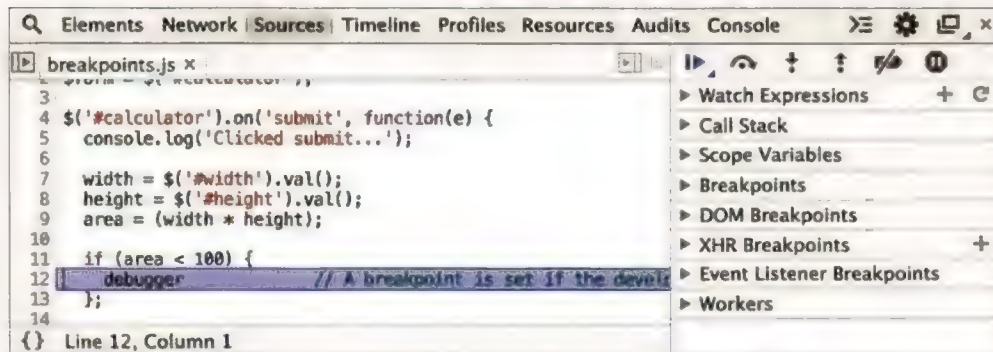 Elements Network Sources Timeline Profiles Resources Audits Console
breakpoints.js ×
3
4 $('#calculator').on('submit', function(e) {
5 console.log('Clicked submit...');
6
7 width = $('#width').val();
8 height = $('#height').val();
9 area = (width * height);
10
11 if (area < 100) {
12 debugger // A breakpoint is set if the
13 };
14
{} Line 12, Column 1
Watch Expressions
Call Stack
Scope Variables
Breakpoints
DOM Breakpoints
XHR Breakpoints
Event Listener Breakpoints
Workers